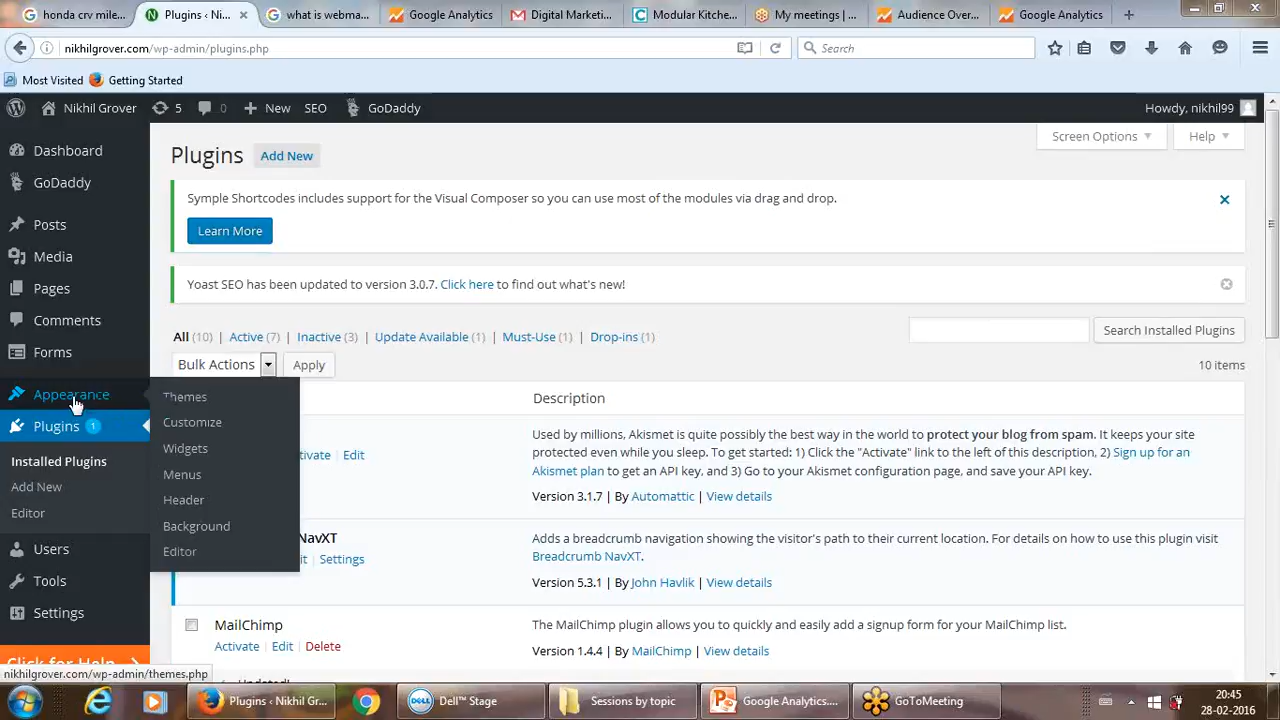 honda crv mile...
Plugins ‹ Ni...
what is webma...
Google Analytics
Digital Marketi...
Modular Kitche...
My meetings | ...
Audience Over...
Google Analytics
nikhilgrover.com/wp-admin/plugins.php
Search
Most Visited
Getting Started
Nikhil Grover
5
0
New
SEO
GoDaddy
Howdy, nikhil99
Dashboard
GoDaddy
Posts
Media
Pages
Comments
Forms
Appearance
Plugins 1
Installed Plugins
Add New
Editor
Users
Tools
Settings
Click for Help
Themes
Customize
Widgets
Menus
Header
Background
Editor
Screen Options
Help
Plugins Add New
Symple Shortcodes includes support for the Visual Composer so you can use most of the modules via drag and drop.
Learn More
Yoast SEO has been updated to version 3.0.7. Click here to find out what's new!
All (10) | Active (7) | Inactive (3) | Update Available (1) | Must-Use (1) | Drop-ins (1)
Search Installed Plugins
Bulk Actions
Apply
10 items
Description
ivate | Edit
Used by millions, Akismet is quite possibly the best way in the world to protect your blog from spam. It keeps your site
protected even while you sleep. To get started: 1) Click the "Activate" link to the left of this description, 2) Sign up for an
Akismet plan to get an API key, and 3) Go to your Akismet configuration page, and save your API key.
Version 3.1.7 | By Automattic | View details
NavXT
it | Settings
Adds a breadcrumb navigation showing the visitor's path to their current location. For details on how to use this plugin visit
Breadcrumb NavXT.
Version 5.3.1 | By John Havlik | View details
MailChimp
Activate | Edit | Delete
The MailChimp plugin allows you to quickly and easily add a signup form for your MailChimp list.
Version 1.4.4 | By MailChimp | View details
nikhilgrover.com/wp-admin/themes.php
Plugins ‹ Nikhil Gr...
Dell™ Stage
Sessions by topic
Google Analytics....
GoToMeeting
20:45
28-02-2016